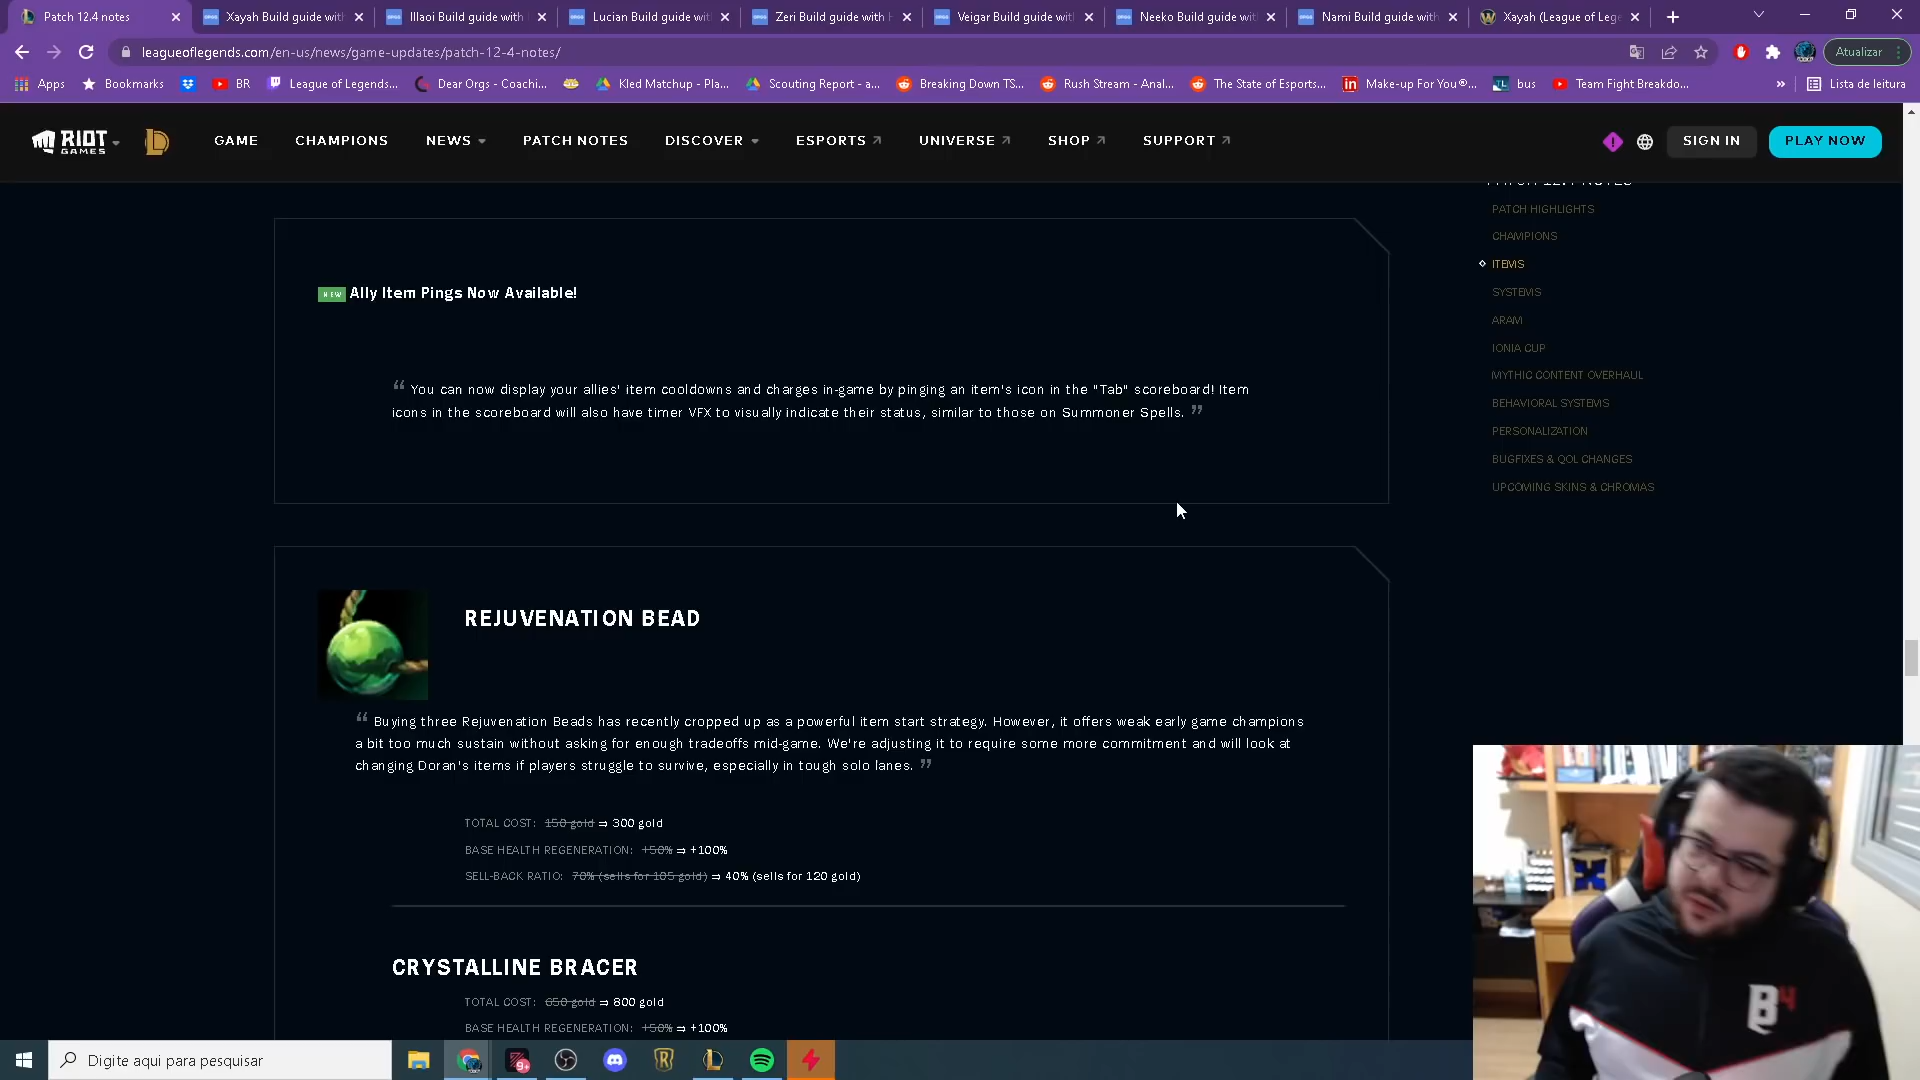 Patch 12.4 notes
Xayah Build guide with
Illaoi Build guide with
Lucian Build guide wit
Zeri Build guide with
Veigar Build guide wit
Neeko Build guide wit
Nami Build guide with
Xayah (League of Lege
leagueoflegends.com/en-us/news/game-updates/patch-12-4-notes/
Atualizar
Apps
Bookmarks
BR
League of Legends...
Dear Orgs - Coachi...
Kled Matchup - Pla...
Scouting Report - a...
Breaking Down TS...
Rush Stream - Anal...
The State of Esports...
Make-up For You®...
bus
Team Fight Breakdo...
»
Lista de leitura
RIOT GAMES
GAME
CHAMPIONS
NEWS
PATCH NOTES
DISCOVER
ESPORTS
UNIVERSE
SHOP
SUPPORT
SIGN IN
PLAY NOW
PATCH 12.4 NOTES
PATCH HIGHLIGHTS
CHAMPIONS
ITEMS
SYSTEMS
ARAM
IONIA CUP
MYTHIC CONTENT OVERHAUL
BEHAVIORAL SYSTEMS
PERSONALIZATION
BUGFIXES & QOL CHANGES
UPCOMING SKINS & CHROMAS
NEW Ally Item Pings Now Available!
“ You can now display your allies' item cooldowns and charges in-game by pinging an item's icon in the "Tab" scoreboard! Item
icons in the scoreboard will also have timer VFX to visually indicate their status, similar to those on Summoner Spells. ”
REJUVENATION BEAD
“ Buying three Rejuvenation Beads has recently cropped up as a powerful item start strategy. However, it offers weak early game champions
a bit too much sustain without asking for enough tradeoffs mid-game. We're adjusting it to require some more commitment and will look at
changing Doran's items if players struggle to survive, especially in tough solo lanes. ”
TOTAL COST: 150 gold ⇒ 300 gold
BASE HEALTH REGENERATION: +50% ⇒ +100%
SELL-BACK RATIO: 70% (sells for 105 gold) ⇒ 40% (sells for 120 gold)
CRYSTALLINE BRACER
TOTAL COST: 650 gold ⇒ 800 gold
BASE HEALTH REGENERATION: +50% ⇒ +100%
B4
Digite aqui para pesquisar
9+